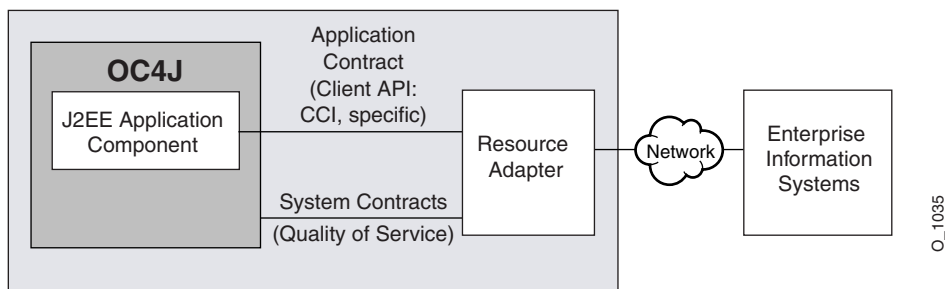 OC4J
J2EE Application
Component
Application
Contract
(Client API:
CCI, specific)
System Contracts
(Quality of Service)
Resource
Adapter
Network
Enterprise
Information
Systems
O_1035